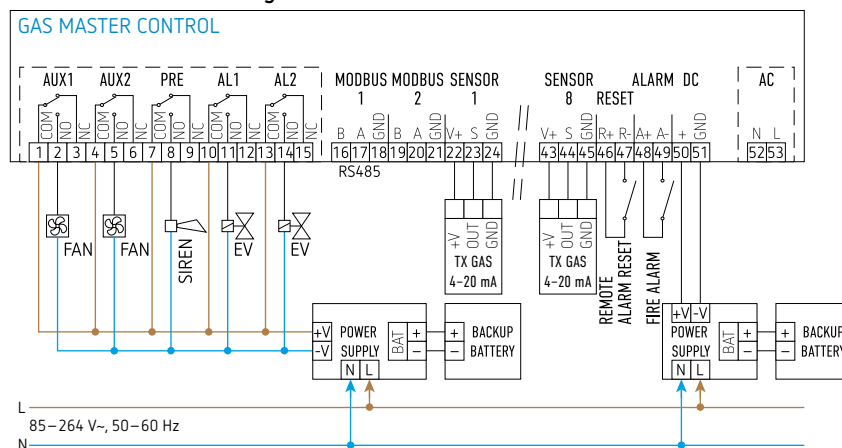 GAS MASTER CONTROL
AUX1 AUX2 PRE AL1 AL2 MODBUS MODBUS SENSOR SENSOR ALARM DC AC
1 2 1 8 RESET
COM NO NC COM NO NC COM NO NC COM NO NC COM NO NC B A GND B A GND V+ S GND V+ S GND R+ R- A+ A- + GND N L
1 2 3 4 5 6 7 8 9 10 11 12 13 14 15 16 17 18 19 20 21 22 23 24 43 44 45 46 47 48 49 50 51 52 53
RS485
FAN FAN SIREN EV EV
+V OUT GND
TX GAS
4–20 mA
+V OUT GND
TX GAS
4–20 mA
REMOTE
ALARM RESET
FIRE ALARM
+V
-V
POWER
SUPPLY
BAT
+
−
N L
+
−
BACKUP
BATTERY
+V -V
POWER
SUPPLY
BAT
+
−
N L
+
−
BACKUP
BATTERY
L
85–264 V~, 50–60 Hz
N